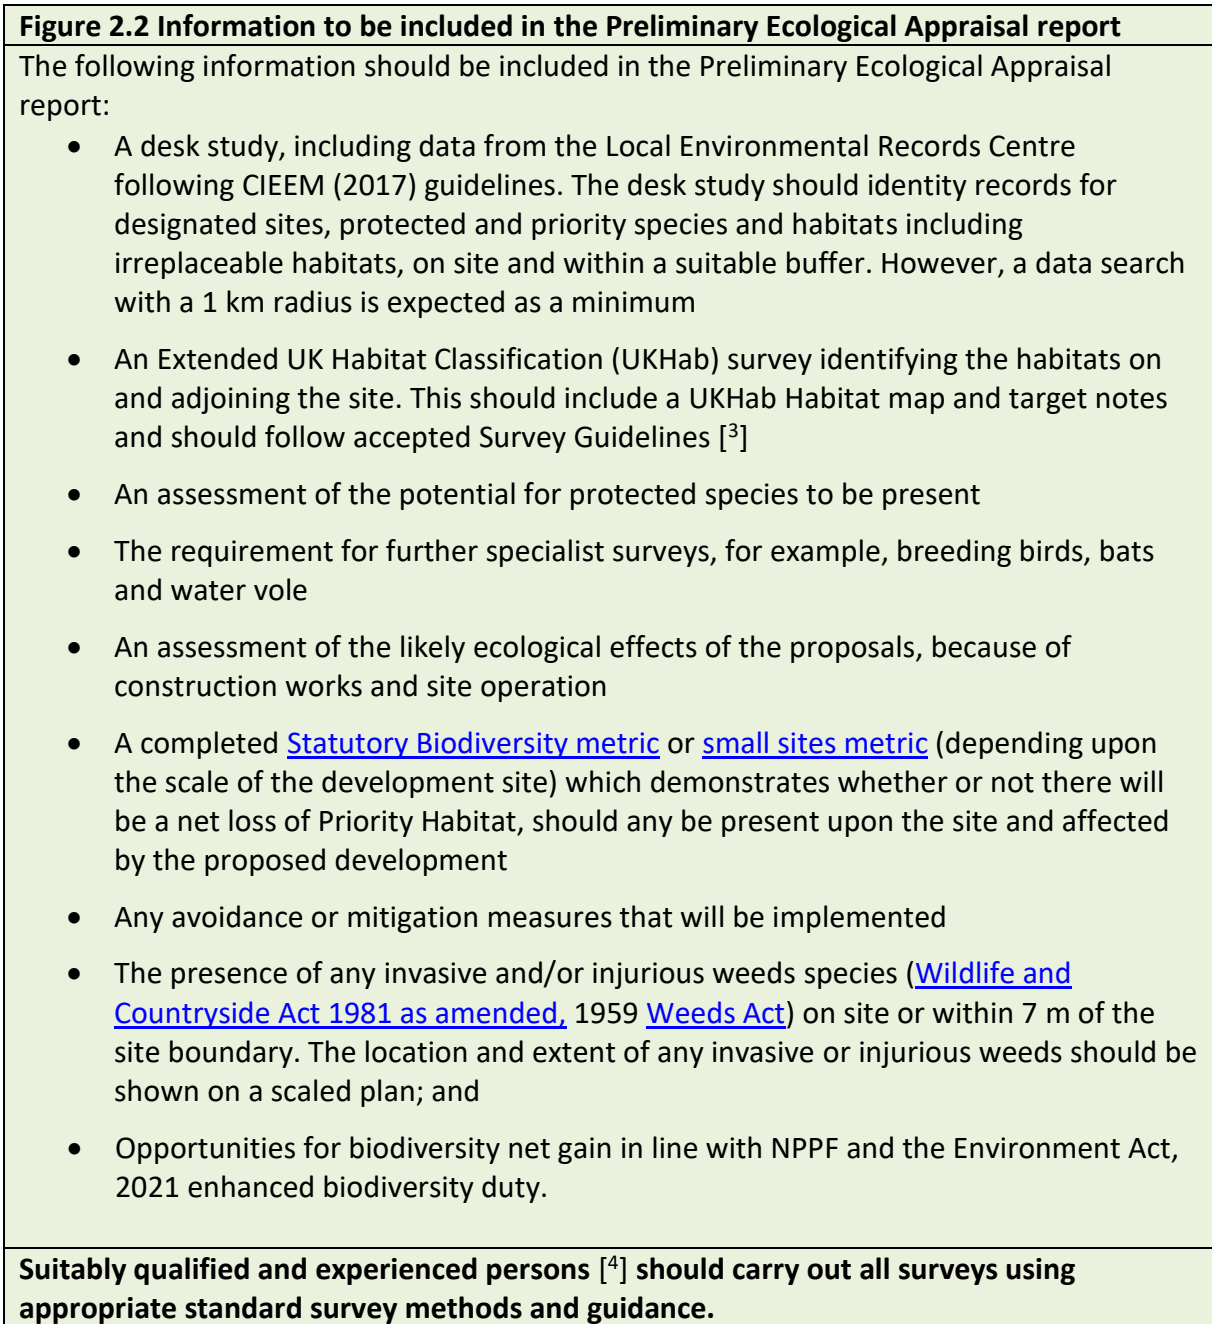 Figure 2.2 Information to be included in the Preliminary Ecological Appraisal report
The following information should be included in the Preliminary Ecological Appraisal
report:
• A desk study, including data from the Local Environmental Records Centre
following CIEEM (2017) guidelines. The desk study should identity records for
designated sites, protected and priority species and habitats including
irreplaceable habitats, on site and within a suitable buffer. However, a data search
with a 1 km radius is expected as a minimum
• An Extended UK Habitat Classification (UKHab) survey identifying the habitats on
and adjoining the site. This should include a UKHab Habitat map and target notes
and should follow accepted Survey Guidelines [3]
• An assessment of the potential for protected species to be present
• The requirement for further specialist surveys, for example, breeding birds, bats
and water vole
• An assessment of the likely ecological effects of the proposals, because of
construction works and site operation
• A completed Statutory Biodiversity metric or small sites metric (depending upon
the scale of the development site) which demonstrates whether or not there will
be a net loss of Priority Habitat, should any be present upon the site and affected
by the proposed development
• Any avoidance or mitigation measures that will be implemented
• The presence of any invasive and/or injurious weeds species (Wildlife and
Countryside Act 1981 as amended, 1959 Weeds Act) on site or within 7 m of the
site boundary. The location and extent of any invasive or injurious weeds should be
shown on a scaled plan; and
• Opportunities for biodiversity net gain in line with NPPF and the Environment Act,
2021 enhanced biodiversity duty.
Suitably qualified and experienced persons [4] should carry out all surveys using
appropriate standard survey methods and guidance.